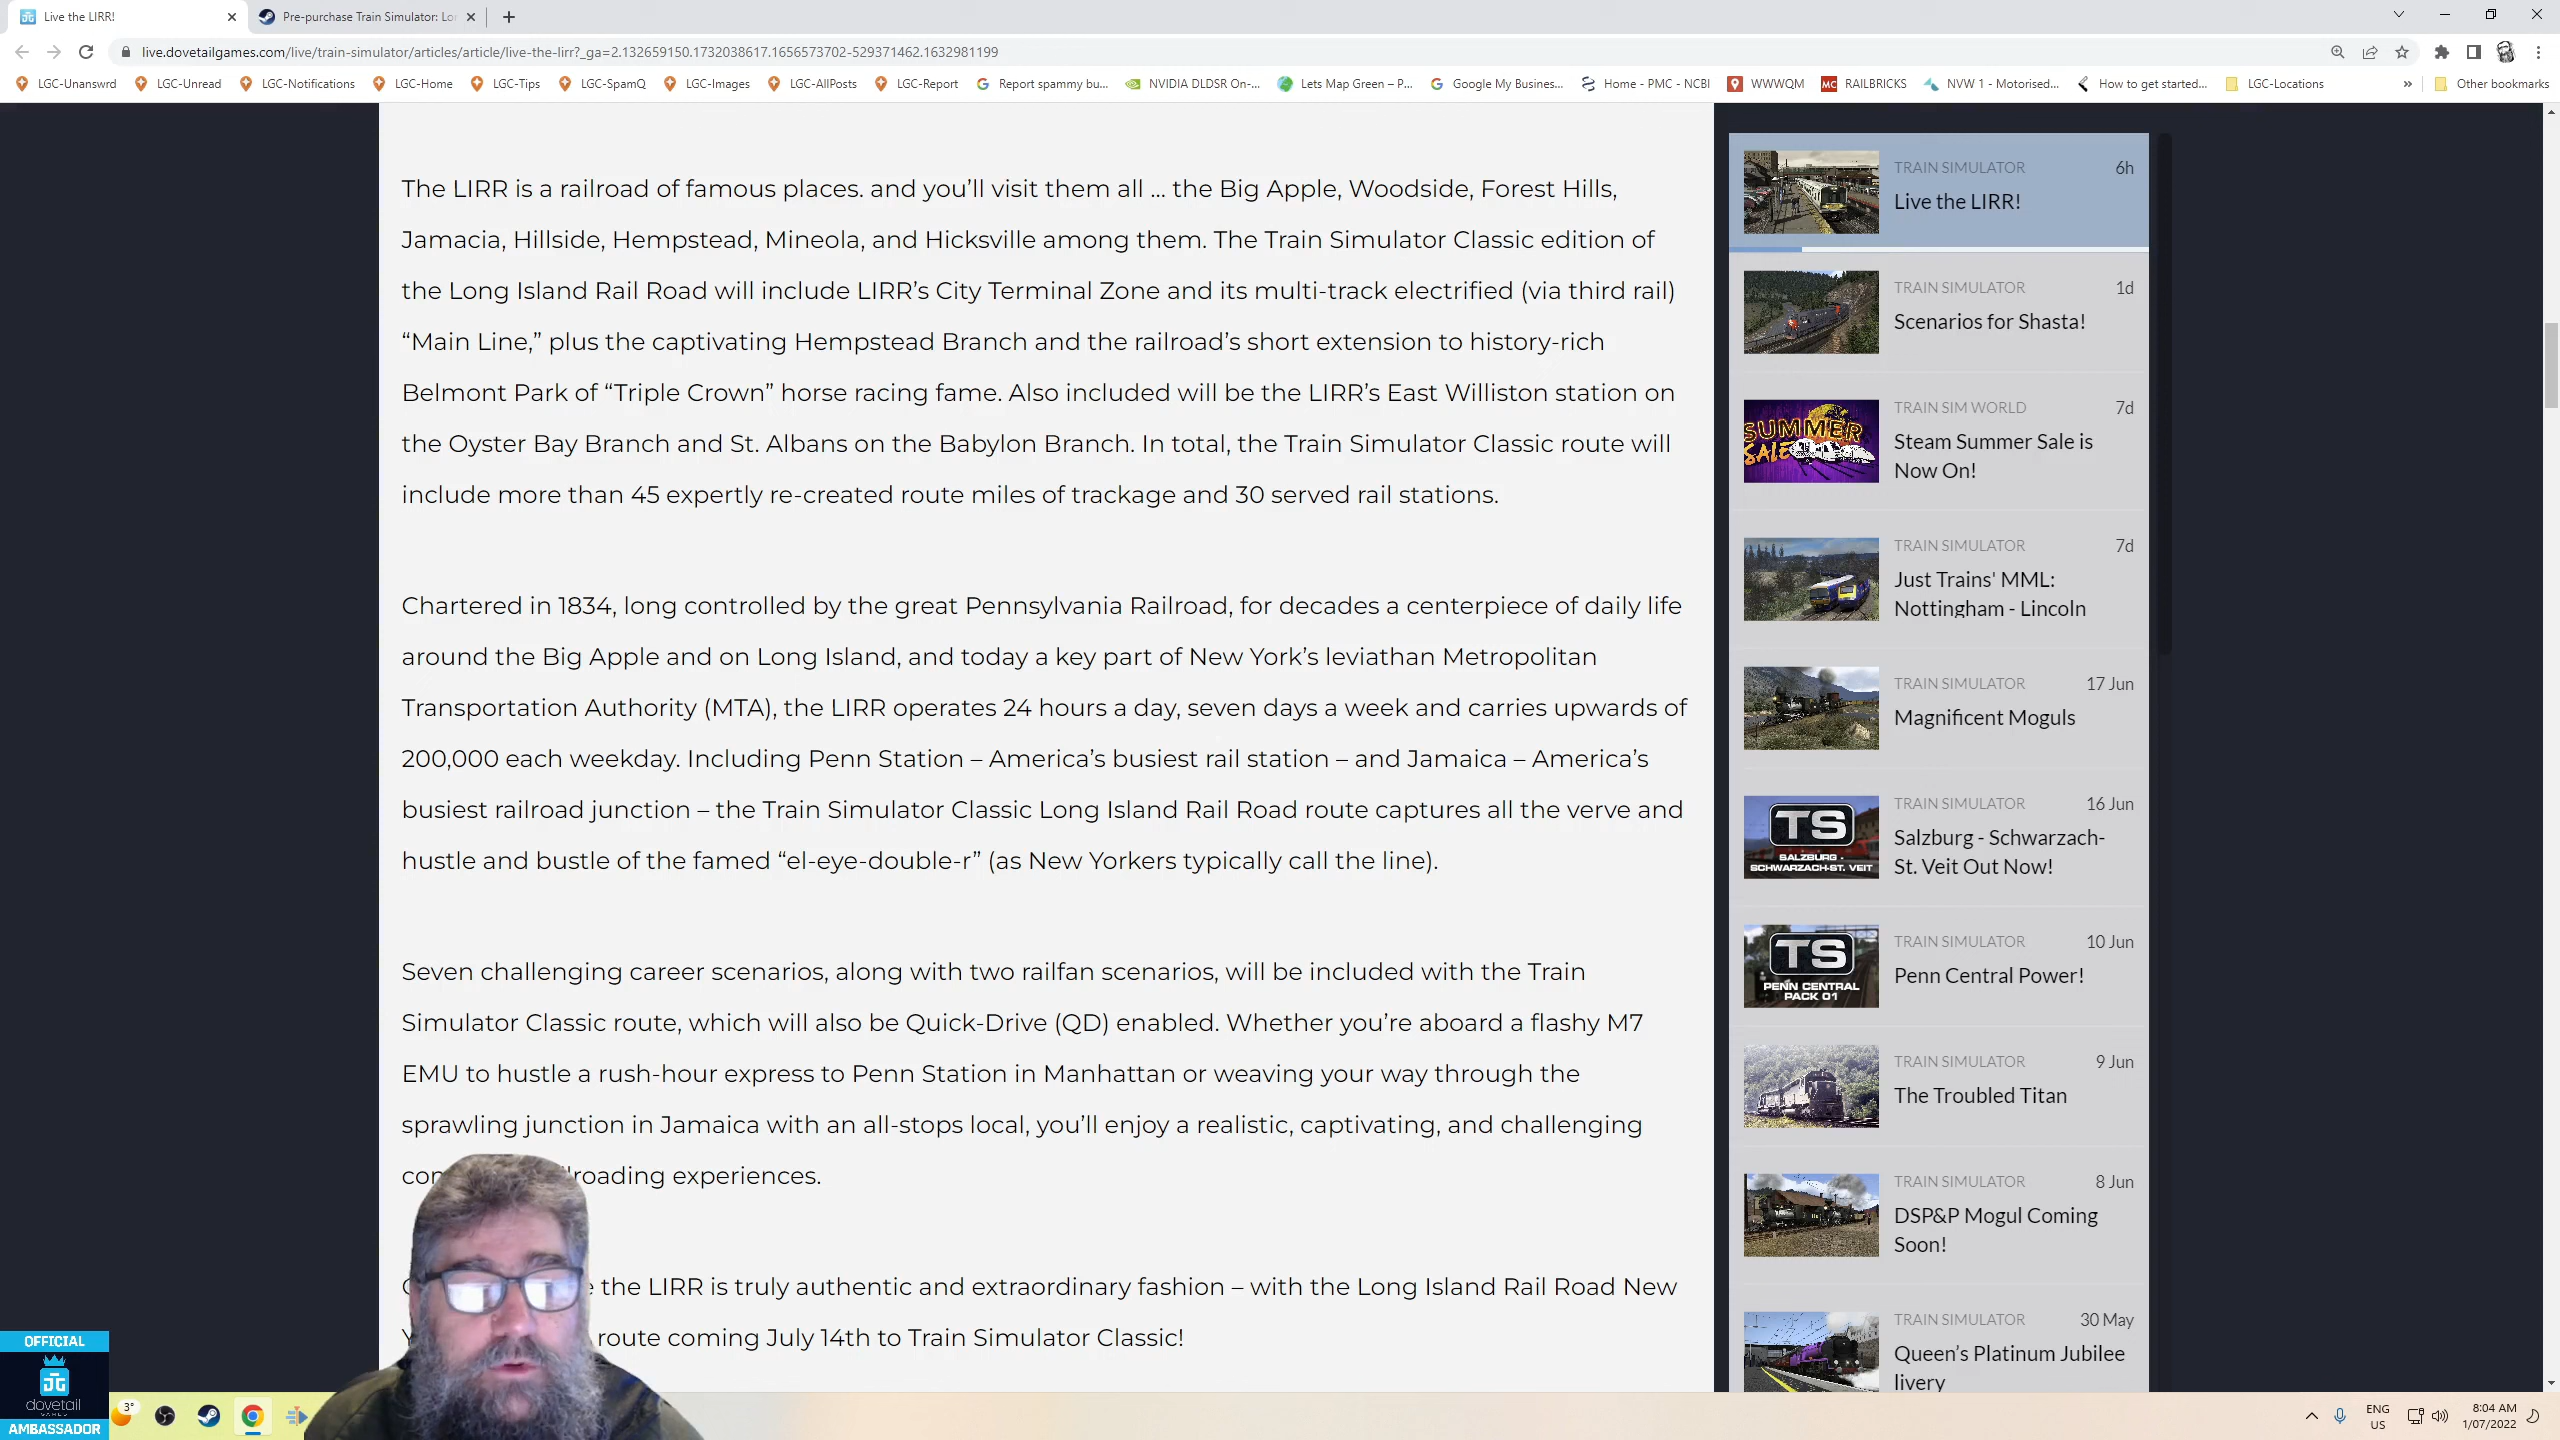 Live the LIRR!
Pre-purchase Train Simulator: Lo
live.dovetailgames.com/live/train-simulator/articles/article/live-the-lirr?_ga=2.132659150.1732038617.1656573702-529371462.1632981199
LGC-Unanswrd
LGC-Unread
LGC-Notifications
LGC-Home
LGC-Tips
LGC-SpamQ
LGC-Images
LGC-AllPosts
LGC-Report
Report spammy bu...
NVIDIA DLDSR On-...
Lets Map Green – P...
Google My Busines...
Home - PMC - NCBI
WWWQM
MC RAILBRICKS
NVW 1 - Motorised...
How to get started...
LGC-Locations
»
Other bookmarks
The LIRR is a railroad of famous places. and you’ll visit them all … the Big Apple, Woodside, Forest Hills,
Jamacia, Hillside, Hempstead, Mineola, and Hicksville among them. The Train Simulator Classic edition of
the Long Island Rail Road will include LIRR’s City Terminal Zone and its multi-track electrified (via third rail)
“Main Line,” plus the captivating Hempstead Branch and the railroad’s short extension to history-rich
Belmont Park of “Triple Crown” horse racing fame. Also included will be the LIRR’s East Williston station on
the Oyster Bay Branch and St. Albans on the Babylon Branch. In total, the Train Simulator Classic route will
include more than 45 expertly re-created route miles of trackage and 30 served rail stations.
Chartered in 1834, long controlled by the great Pennsylvania Railroad, for decades a centerpiece of daily life
around the Big Apple and on Long Island, and today a key part of New York’s leviathan Metropolitan
Transportation Authority (MTA), the LIRR operates 24 hours a day, seven days a week and carries upwards of
200,000 each weekday. Including Penn Station – America’s busiest rail station – and Jamaica – America’s
busiest railroad junction – the Train Simulator Classic Long Island Rail Road route captures all the verve and
hustle and bustle of the famed “el-eye-double-r” (as New Yorkers typically call the line).
Seven challenging career scenarios, along with two railfan scenarios, will be included with the Train
Simulator Classic route, which will also be Quick-Drive (QD) enabled. Whether you’re aboard a flashy M7
EMU to hustle a rush-hour express to Penn Station in Manhattan or weaving your way through the
sprawling junction in Jamaica with an all-stops local, you’ll enjoy a realistic, captivating, and challenging
roading experiences.
the LIRR is truly authentic and extraordinary fashion – with the Long Island Rail Road New
route coming July 14th to Train Simulator Classic!
TRAIN SIMULATOR 6h
Live the LIRR!
TRAIN SIMULATOR 1d
Scenarios for Shasta!
SUMMER
SALE
TRAIN SIM WORLD 7d
Steam Summer Sale is
Now On!
TRAIN SIMULATOR 7d
Just Trains' MML:
Nottingham - Lincoln
TRAIN SIMULATOR 17 Jun
Magnificent Moguls
TS
SALZBURG -
SCHWARZACH-ST. VEIT
TRAIN SIMULATOR 16 Jun
Salzburg - Schwarzach-
St. Veit Out Now!
TS
PENN CENTRAL
PACK 01
TRAIN SIMULATOR 10 Jun
Penn Central Power!
TRAIN SIMULATOR 9 Jun
The Troubled Titan
TRAIN SIMULATOR 8 Jun
DSP&P Mogul Coming
Soon!
TRAIN SIMULATOR 30 May
Queen’s Platinum Jubilee
livery
OFFICIAL
dovetail
GAMES
AMBASSADOR
3°
ENG
US
8:04 AM
1/07/2022